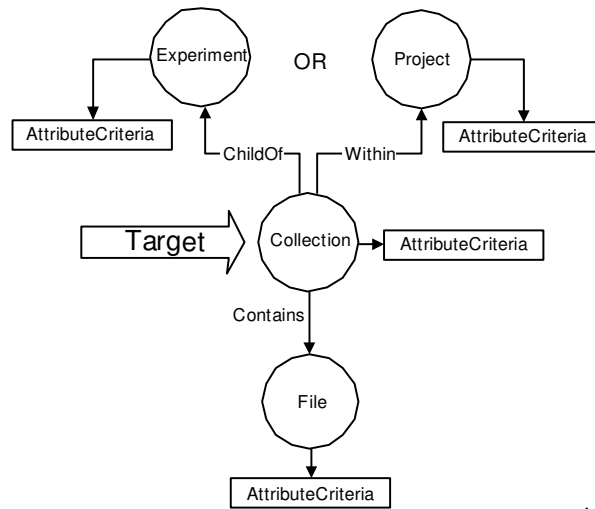 Experiment
OR
Project
AttributeCriteria
AttributeCriteria
ChildOf
Within
Target
Collection
AttributeCriteria
Contains
File
AttributeCriteria